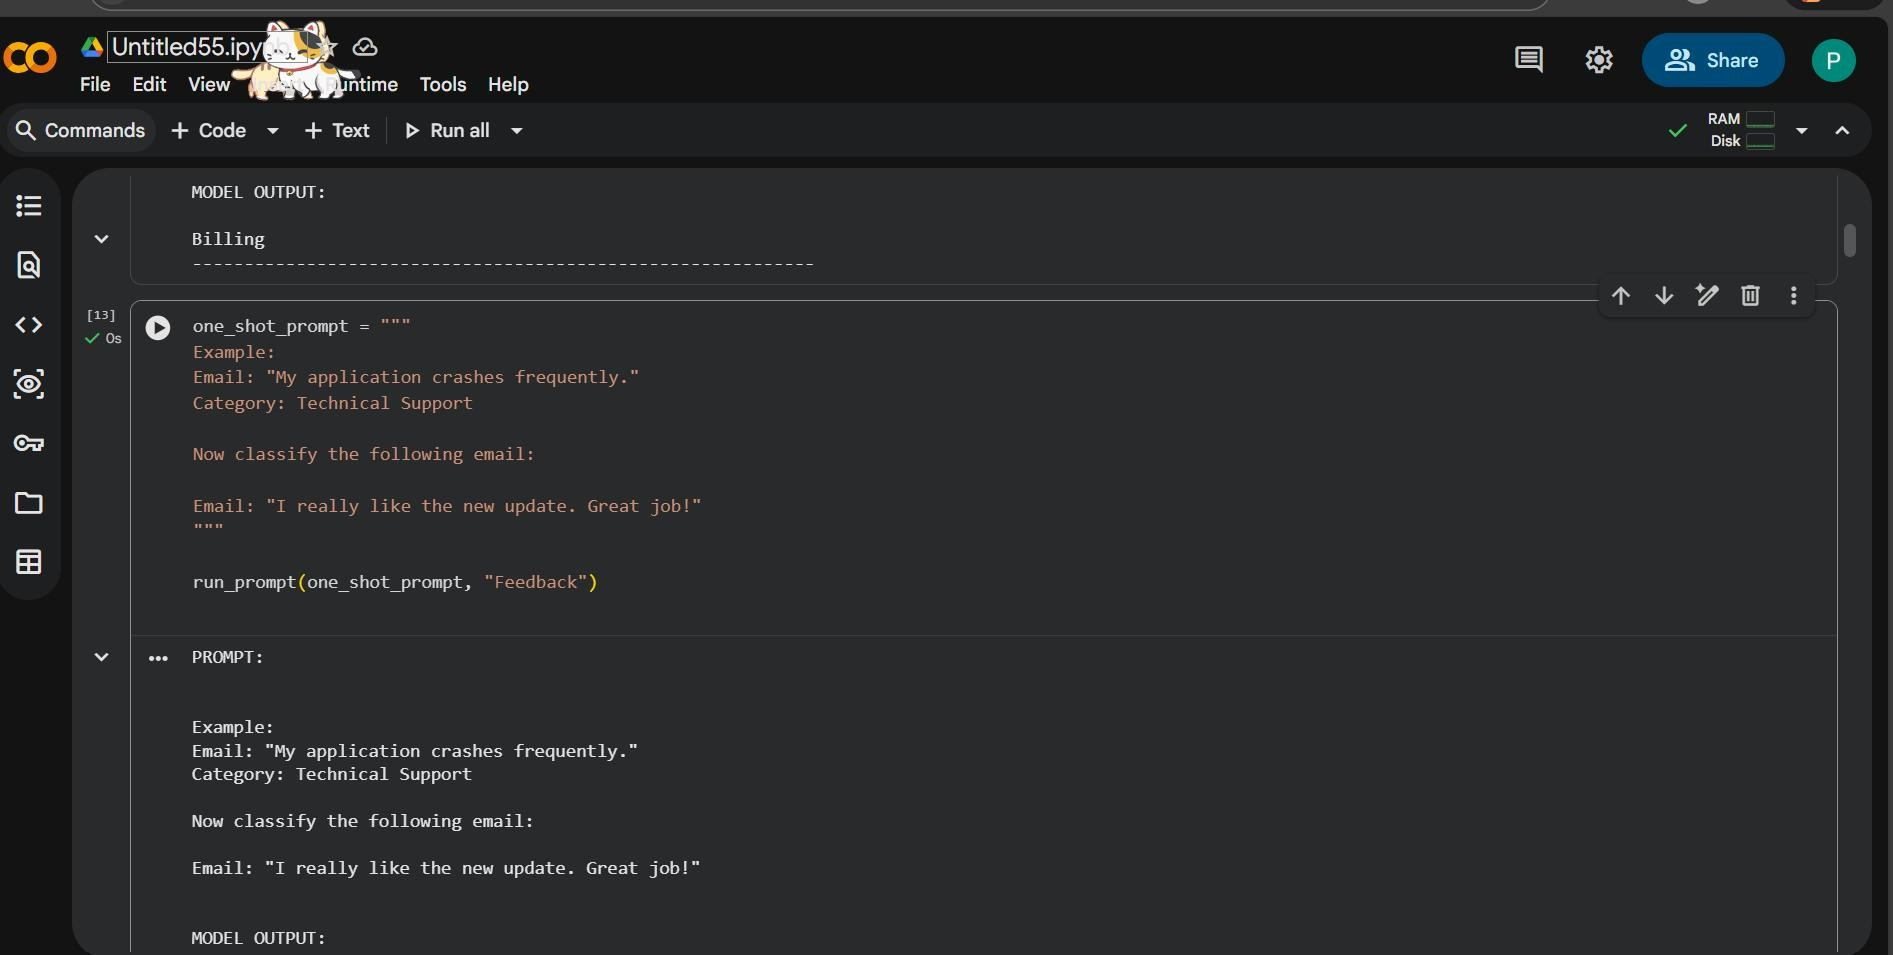 Untitled55.ipynb
File Edit View Insert Runtime Tools Help
Share
P
Commands + Code + Text Run all
RAM
Disk
MODEL OUTPUT:
Billing
------------------------------------------------------------
[13]
0s
one_shot_prompt = """
Example:
Email: "My application crashes frequently."
Category: Technical Support
Now classify the following email:
Email: "I really like the new update. Great job!"
"""
run_prompt(one_shot_prompt, "Feedback")
PROMPT:
Example:
Email: "My application crashes frequently."
Category: Technical Support
Now classify the following email:
Email: "I really like the new update. Great job!"
MODEL OUTPUT: